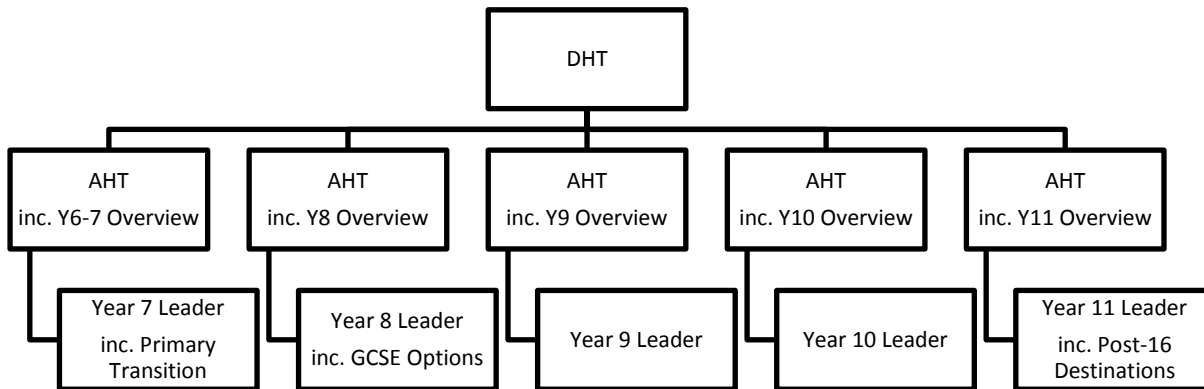 DHT
AHT
inc. Y6-7 Overview
AHT
inc. Y8 Overview
AHT
inc. Y9 Overview
AHT
inc. Y10 Overview
AHT
inc. Y11 Overview
Year 7 Leader
inc. Primary
Transition
Year 8 Leader
inc. GCSE Options
Year 9 Leader
Year 10 Leader
Year 11 Leader
inc. Post-16
Destinations